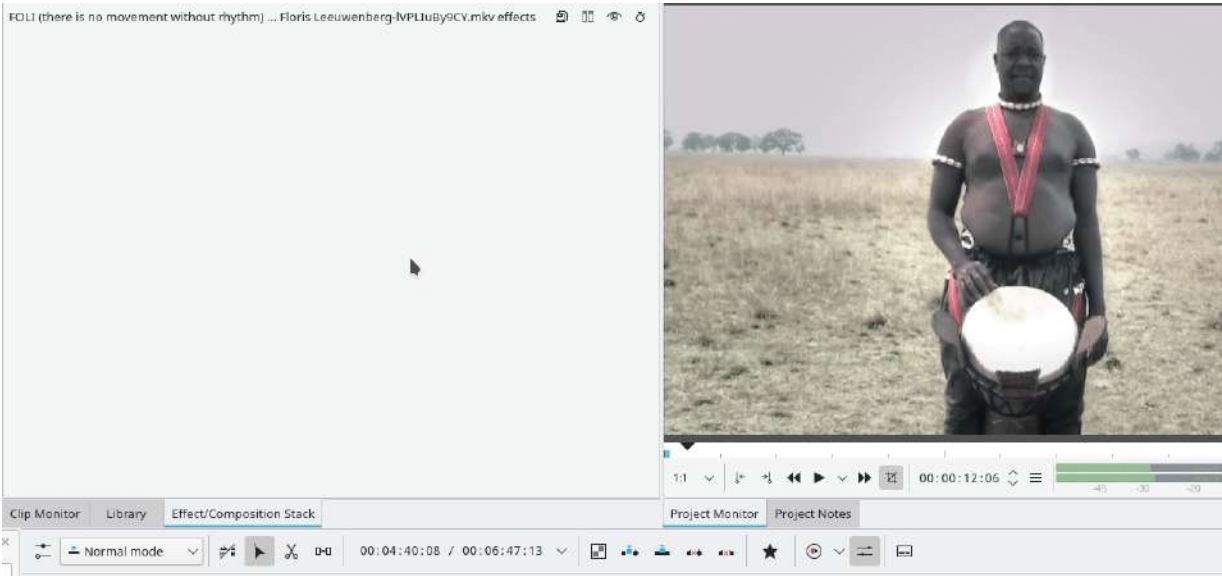 FOLI (there is no movement without rhythm) ... Floris Leeuwenberg-lVPLIuBy9CY.mkv effects
1:1
00:00:12:06
-45 -30 -20
Clip Monitor Library Effect/Composition Stack
Project Monitor Project Notes
Normal mode
00:04:40:08 / 00:06:47:13